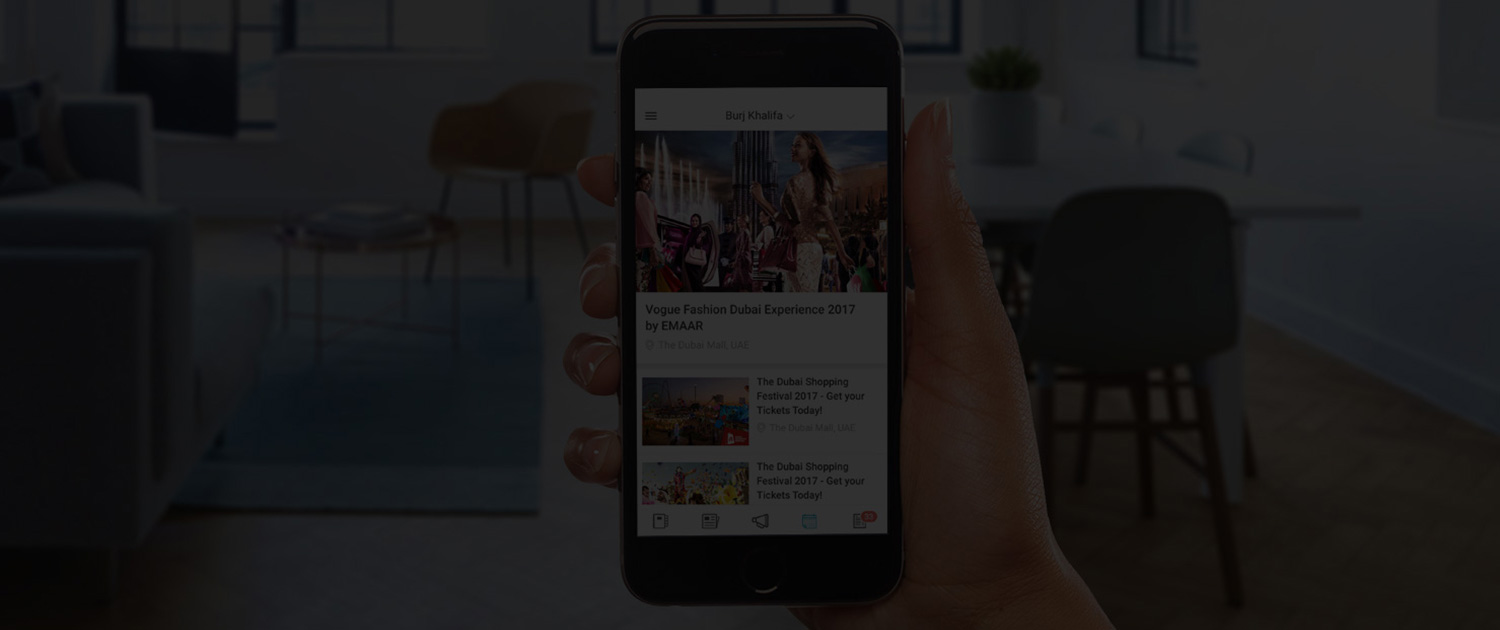 Burj Khalifa
Vogue Fashion Dubai Experience 2017
by EMAAR
The Dubai Mall, UAE
The Dubai Shopping
Festival 2017 - Get your
Tickets Today!
The Dubai Mall, UAE
The Dubai Shopping
Festival 2017 - Get your
Tickets Today!